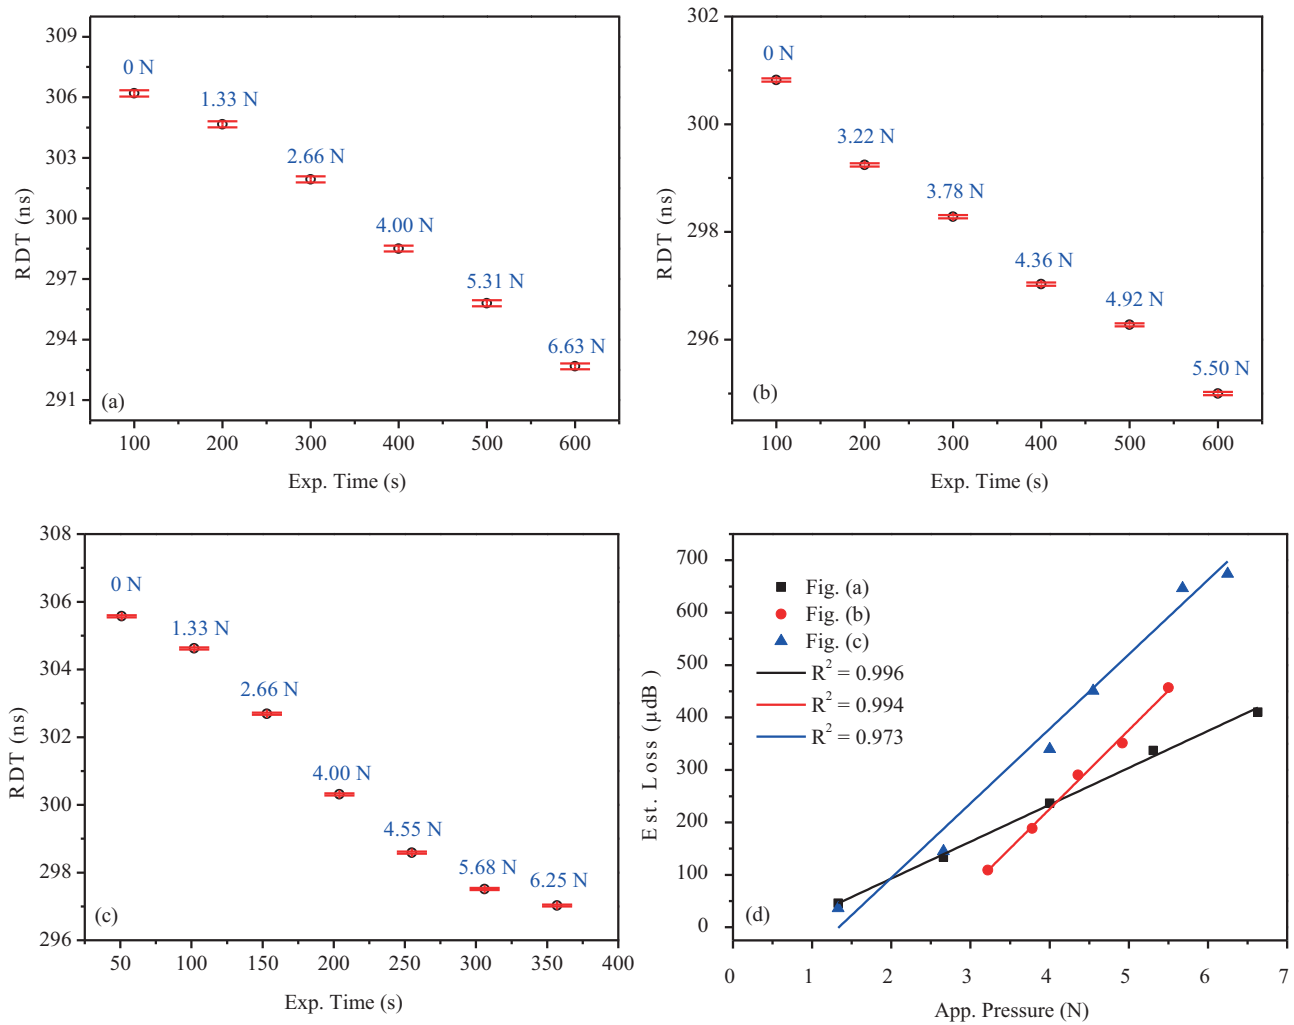 309
306
303
300
297
294
291
RDT (ns)
0 N
1.33 N
2.66 N
4.00 N
5.31 N
6.63 N
(a)
100 200 300 400 500 600
Exp. Time (s)
302
300
298
296
RDT (ns)
0 N
3.22 N
3.78 N
4.36 N
4.92 N
5.50 N
(b)
100 200 300 400 500 600
Exp. Time (s)
308
306
304
302
300
298
296
RDT (ns)
0 N
1.33 N
2.66 N
4.00 N
4.55 N
5.68 N
6.25 N
(c)
50 100 150 200 250 300 350 400
Exp. Time (s)
700
600
500
400
300
200
100
0
Est. Loss (µdB)
Fig. (a)
Fig. (b)
Fig. (c)
R² = 0.996
R² = 0.994
R² = 0.973
(d)
0 1 2 3 4 5 6 7
App. Pressure (N)